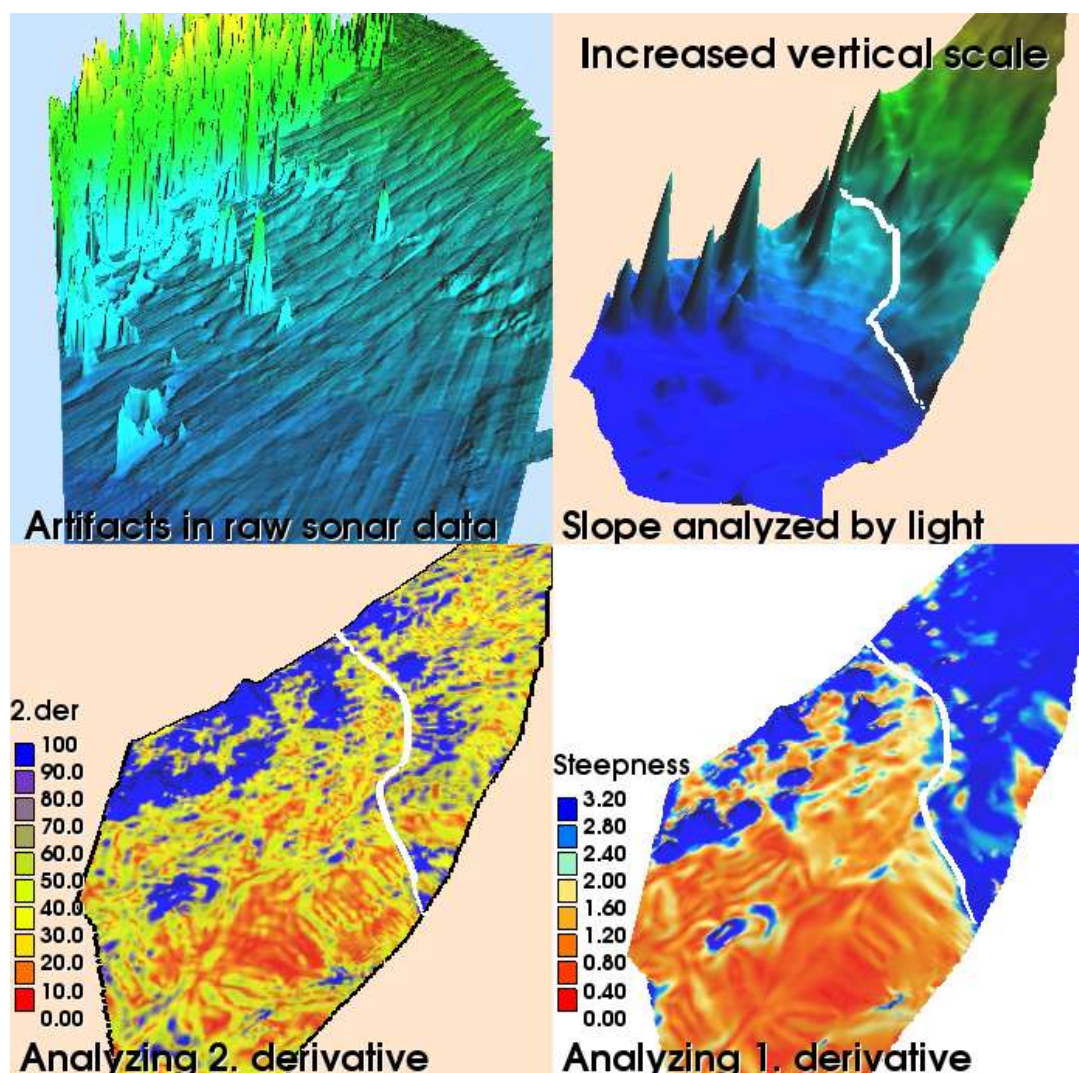 Increased vertical scale
Artifacts in raw sonar data
Slope analyzed by light
2.der
100
90.0
80.0
70.0
60.0
50.0
40.0
30.0
20.0
10.0
0.00
Analyzing 2. derivative
Steepness
3.20
2.80
2.40
2.00
1.60
1.20
0.80
0.40
0.00
Analyzing 1. derivative